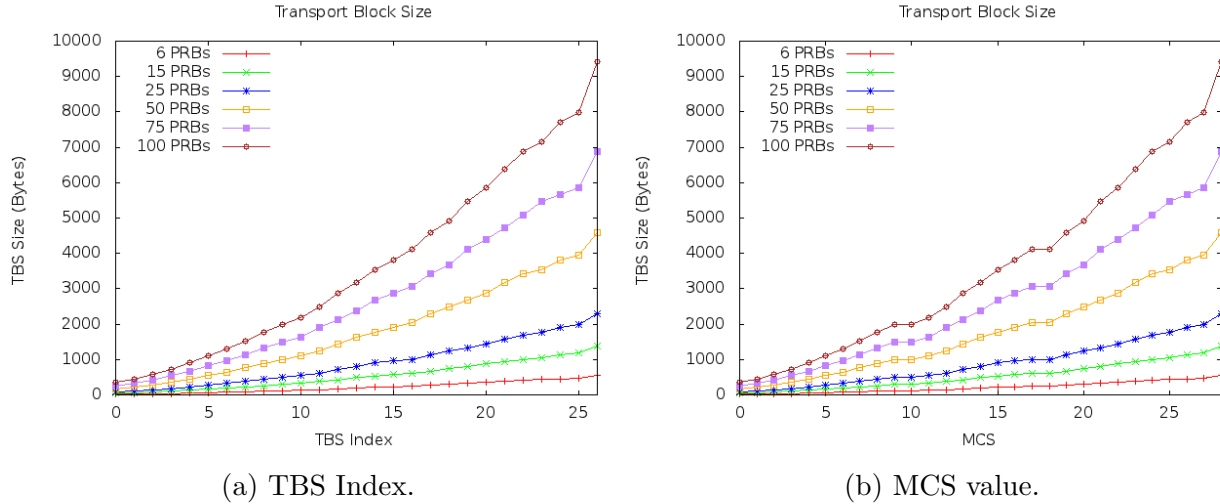 Transport Block Size
10000
9000
8000
7000
6000
5000
4000
3000
2000
1000
0
TBS Size (Bytes)
6 PRBs
15 PRBs
25 PRBs
50 PRBs
75 PRBs
100 PRBs
0 5 10 15 20 25
TBS Index
(a) TBS Index.
Transport Block Size
10000
9000
8000
7000
6000
5000
4000
3000
2000
1000
0
TBS Size (Bytes)
6 PRBs
15 PRBs
25 PRBs
50 PRBs
75 PRBs
100 PRBs
0 5 10 15 20 25
MCS
(b) MCS value.